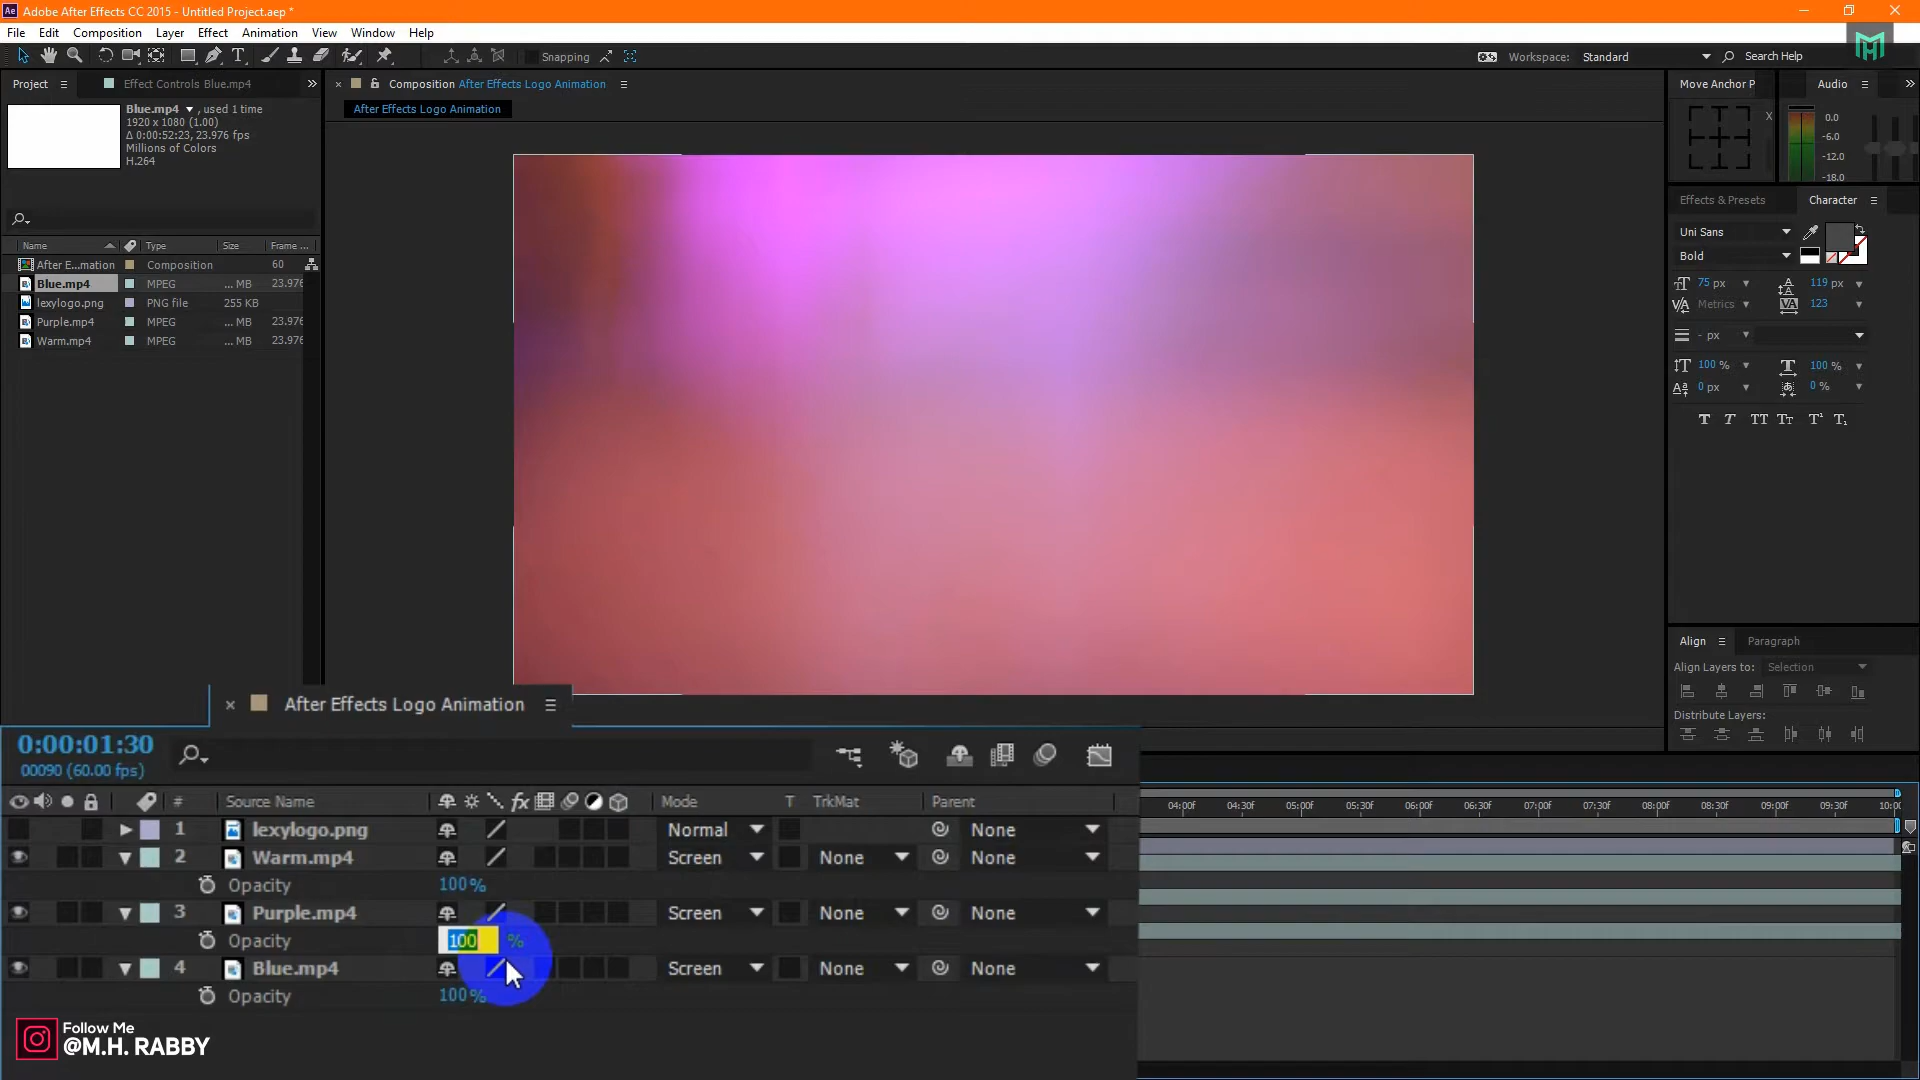 Adobe After Effects CC 2015 - Untitled Project.aep *
File Edit Composition Layer Effect Animation View Window Help
Snapping
Workspace: Standard
Search Help
Project
Effect Controls Blue.mp4
Composition After Effects Logo Animation
After Effects Logo Animation
Blue.mp4 , used 1 time
1920 x 1080 (1.00)
Δ 0:00:52:23, 23.976 fps
Millions of Colors
H.264
Name Type Size Frame ...
After E...mation Composition 60
Blue.mp4 MPEG ... MB 23.976
lexylogo.png PNG file 255 KB
Purple.mp4 MPEG ... MB 23.976
Warm.mp4 MPEG ... MB 23.976
Move Anchor P
X
Audio
0.0
-6.0
-12.0
-18.0
Effects & Presets
Character
Uni Sans
Bold
75 px 119 px
Metrics 123
- px
100 % 100 %
0 px 0 %
T T TT Tт T¹ T₁
Align
Paragraph
Align Layers to: Selection
Distribute Layers:
After Effects Logo Animation
0:00:01:30
00090 (60.00 fps)
# Source Name Mode T TrkMat Parent
1 lexylogo.png Normal None
2 Warm.mp4 Screen None None
Opacity 100%
3 Purple.mp4 Screen None None
Opacity 100 %
4 Blue.mp4 Screen None None
Opacity 100%
04:00f 04:30f 05:00f 05:30f 06:00f 06:30f 07:00f 07:30f 08:00f 08:30f 09:00f 09:30f 10:00
Follow Me
@M.H. RABBY